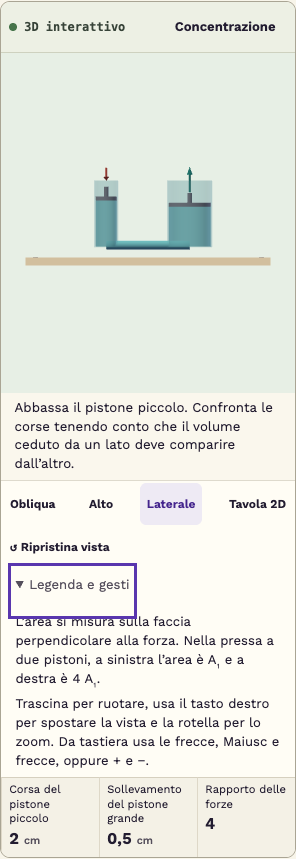 3D interattivo Concentrazione
Abbassa il pistone piccolo. Confronta le
corse tenendo conto che il volume
ceduto da un lato deve comparire
dall'altro.
Obliqua Alto Laterale Tavola 2D
↺ Ripristina vista
▼ Legenda e gesti
L'area si misura sulla faccia
perpendicolare alla forza. Nella pressa a
due pistoni, a sinistra l'area è A₁ e a
destra è 4 A₁.
Trascina per ruotare, usa il tasto destro
per spostare la vista e la rotella per lo
zoom. Da tastiera usa le frecce, Maiusc e
frecce, oppure + e −.
Corsa del pistone piccolo
2 cm
Sollevamento del pistone grande
0,5 cm
Rapporto delle forze
4